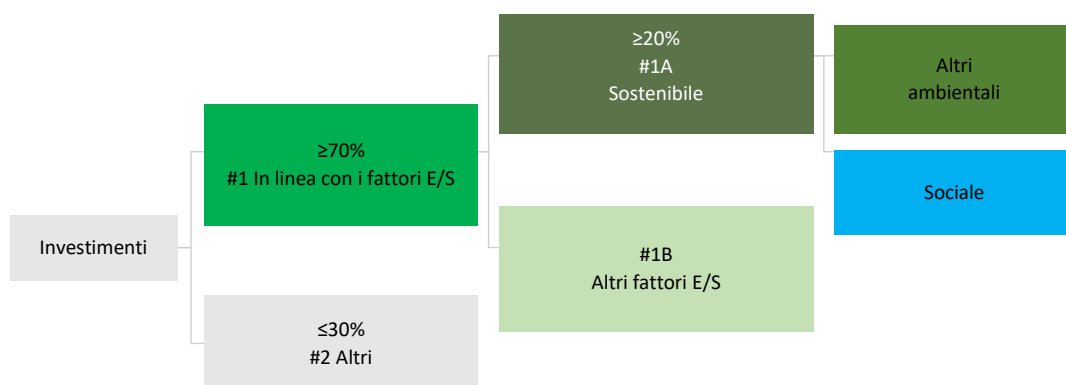 Investimenti
≥70%
#1 In linea con i fattori E/S
≤30%
#2 Altri
≥20%
#1A
Sostenibile
#1B
Altri fattori E/S
Altri
ambientali
Sociale